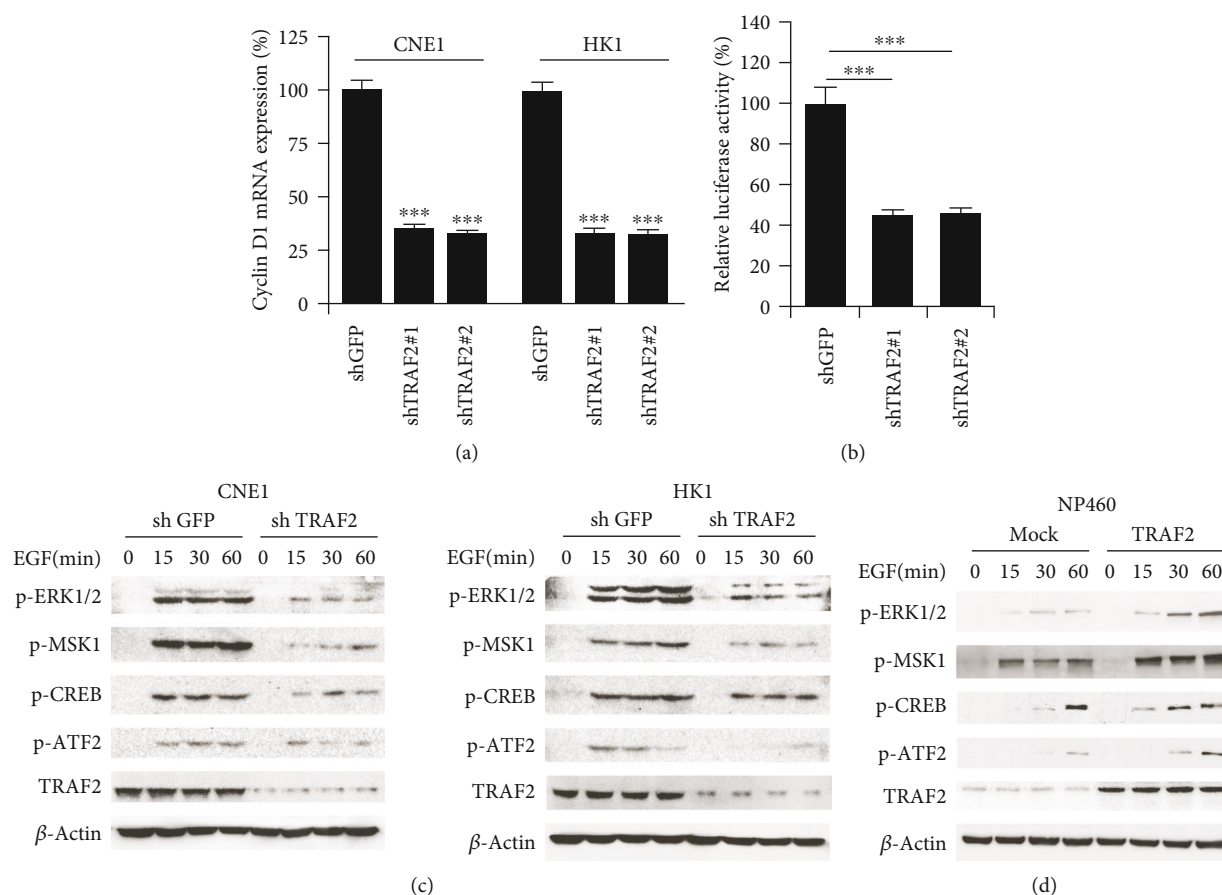 Cyclin D1 mRNA expression (%)
125
100
75
50
25
0
CNE1
HK1
***
***
***
***
shGFP
shTRAF2#1
shTRAF2#2
shGFP
shTRAF2#1
shTRAF2#2
(a)
Relative luciferase activity (%)
140
120
100
80
60
40
20
0
***
***
shGFP
shTRAF2#1
shTRAF2#2
(b)
CNE1
sh GFP sh TRAF2
EGF(min) 0 15 30 60 0 15 30 60
p-ERK1/2
p-MSK1
p-CREB
p-ATF2
TRAF2
β-Actin
HK1
sh GFP sh TRAF2
EGF(min) 0 15 30 60 0 15 30 60
p-ERK1/2
p-MSK1
p-CREB
p-ATF2
TRAF2
β-Actin
(c)
NP460
Mock TRAF2
EGF(min) 0 15 30 60 0 15 30 60
p-ERK1/2
p-MSK1
p-CREB
p-ATF2
TRAF2
β-Actin
(d)